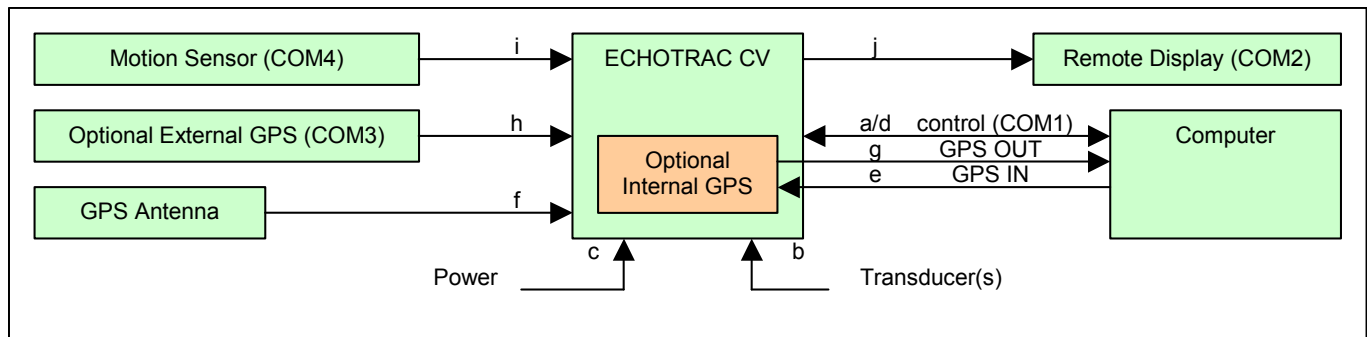 Motion Sensor (COM4)
i
ECHOTRAC CV
j
Remote Display (COM2)
Optional External GPS (COM3)
h
a/d control (COM1)
Computer
Optional
Internal GPS
g GPS OUT
e GPS IN
GPS Antenna
f
c
b
Power
Transducer(s)